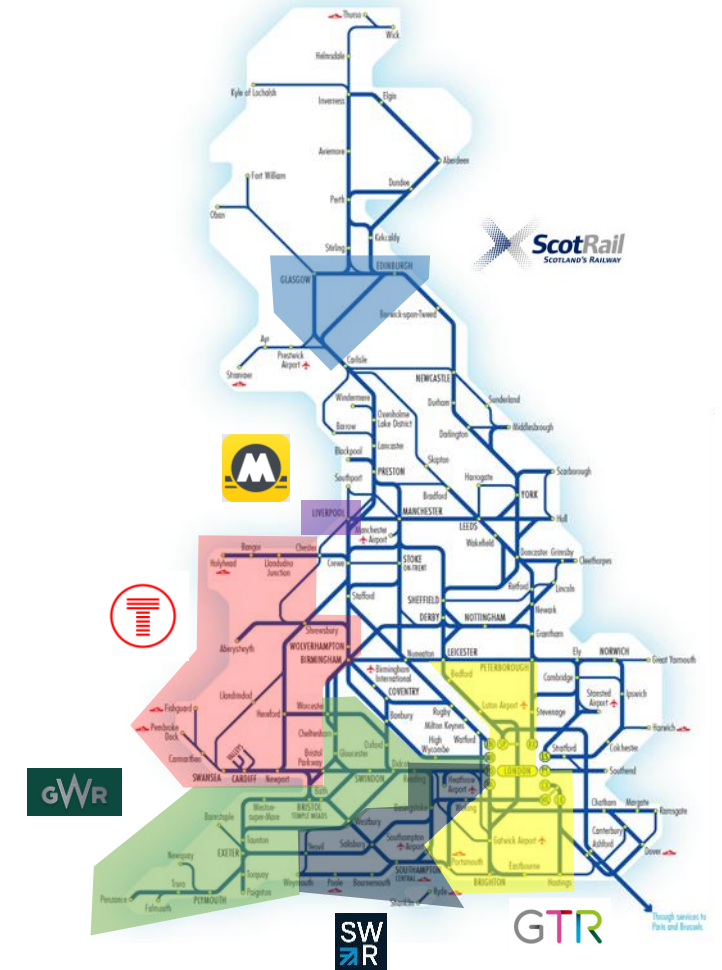 Thurso
Wick
Helmsdale
Kyle of Lochalsh
Inverness
Elgin
Aviemore
Aberdeen
Fort William
Dundee
Perth
Oban
Kirkcaldy
Stirling
ScotRail
SCOTLAND'S RAILWAY
EDINBURGH
GLASGOW
Berwick-upon-Tweed
Ayr
Prestwick
Airport
Stranraer
Carlisle
NEWCASTLE
Windermere
Durham
Sunderland
Oxenholme
Lake District
Barrow
Darlington
Middlesbrough
Lancaster
Blackpool
M
Skipton
PRESTON
Southport
Harrogate
Scarborough
Bradford
YORK
LIVERPOOL
MANCHESTER
LEEDS
Hull
Manchester
Airport
Wakefield
Bangor
Chester
Doncaster
Grimsby
Cleethorpes
Holyhead
Llandudno
Junction
Crewe
STOKE
ON-TRENT
Retford
Lincoln
T
Stafford
SHEFFIELD
Newark
DERBY
NOTTINGHAM
Shrewsbury
Grantham
Aberystwyth
WOLVERHAMPTON
BIRMINGHAM
Nuneaton
LEICESTER
PETERBOROUGH
Ely
NORWICH
Great Yarmouth
Birmingham
International
Bedford
Cambridge
Stansted
Airport
Ipswich
COVENTRY
Llandrindod
Hereford
Worcester
Luton Airport
Stevenage
Fishguard
Banbury
Rugby
Milton Keynes
Harwich
Pembroke
Dock
Cheltenham
Oxford
High
Wycombe
Watford
Stratford
Colchester
Carmarthen
Bristol
Parkway
Gloucester
Didcot
LONDON
Southend
SWANSEA
CARDIFF
Newport
SWINDON
Reading
Heathrow
Airport
GWR
Bath
Weston-
super-Mare
BRISTOL
TEMPLE MEADS
Basingstoke
Woking
Chatham
Margate
Ramsgate
Barnstaple
Westbury
Canterbury
Taunton
Salisbury
Southampton
Airport
Gatwick Airport
Ashford
Dover
EXETER
Yeovil
Newquay
Portsmouth
Truro
Torquay
SOUTHAMPTON
CENTRAL
Eastbourne
Weymouth
Poole
Bournemouth
BRIGHTON
Hastings
Penzance
Falmouth
PLYMOUTH
Paignton
Ryde
Shanklin
SW
R
GTR
Through services to
Paris and Brussels